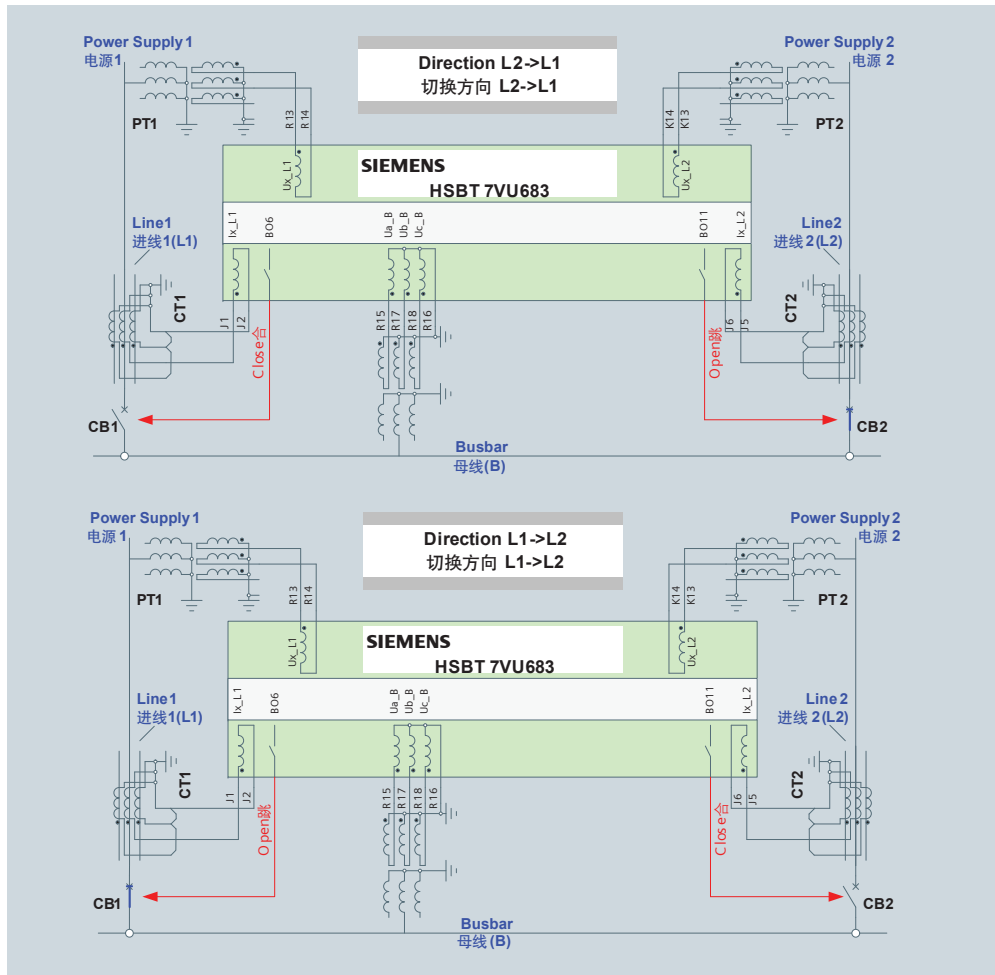 Power Supply 1
电源1
Direction L2->L1
切换方向 L2->L1
Power Supply 2
电源 2
PT1
R13
R14
K14
K13
PT2
Ux_L1
SIEMENS
HSBT 7VU683
Ux_L2
Line1
进线1(L1)
Ix_L1
BO6
Ua_B
Ub_B
Uc_B
BO11
Ix_L2
Line2
进线 2(L2)
CT1
J1
J2
Close合
R15
R17
R18
R16
Open跳
J6
J5
CT2
CB1
CB2
Busbar
母线(B)
Power Supply 1
电源 1
Direction L1->L2
切换方向 L1->L2
Power Supply 2
电源 2
PT1
R13
R14
K14
K13
PT 2
Ux_L1
SIEMENS
HSBT 7VU683
Ux_L2
Line1
进线1(L1)
Ix_L1
BO6
Ua_B
Ub_B
Uc_B
BO11
Ix_L2
Line 2
进线 2(L2)
CT1
J1
J2
Open跳
R15
R17
R18
R16
Close合
J6
J5
CT2
CB1
CB2
Busbar
母线(B)